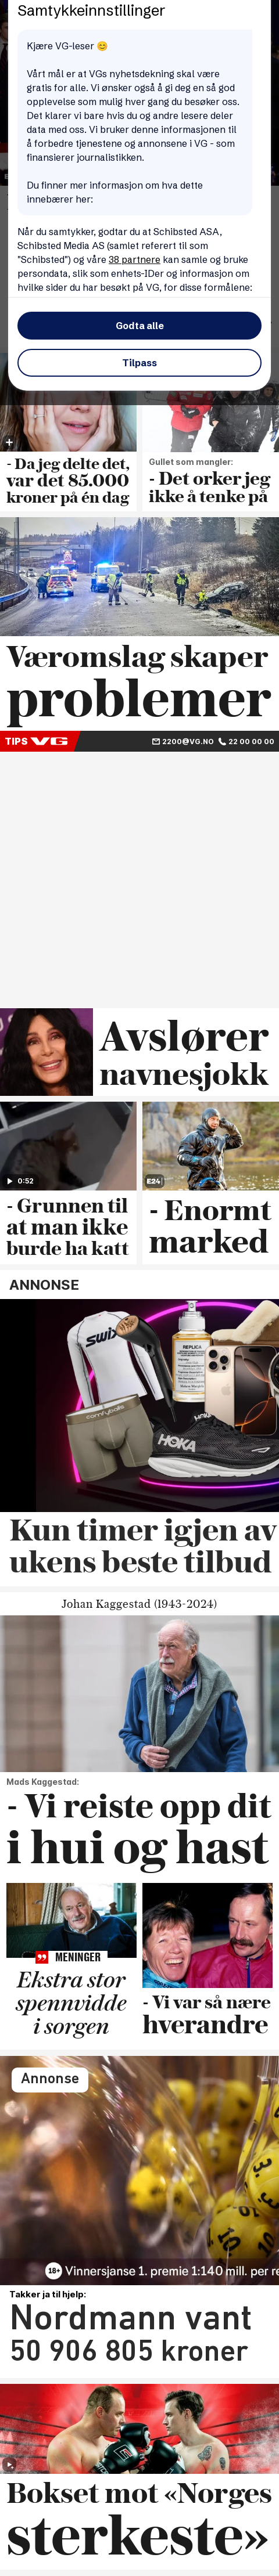 Samtykkeinnstillinger
Kjære VG-leser 😊
Vårt mål er at VGs nyhetsdekning skal være
gratis for alle. Vi ønsker også å gi deg en så god
opplevelse som mulig hver gang du besøker oss.
Det klarer vi bare hvis du og andre lesere deler
data med oss. Vi bruker denne informasjonen til
å forbedre tjenestene og annonsene i VG - som
finansierer journalistikken.
Du finner mer informasjon om hva dette
innebærer her:
Når du samtykker, godtar du at Schibsted ASA,
Schibsted Media AS (samlet referert til som
"Schibsted") og våre 38 partnere kan samle og bruke
persondata, slik som enhets-IDer og informasjon om
hvilke sider du har besøkt på VG, for disse formålene:
Godta alle
Tilpass
- Da jeg delte det,
var det 85.000
kroner på én dag
Gullet som mangler:
- Det orker jeg
ikke å tenke på
Væromslag skaper
problemer
TIPS VG
2200@VG.NO 22 00 00 00
Avslører
navnesjokk
0:52
- Grunnen til
at man ikke
burde ha katt
E24
- Enormt
marked
ANNONSE
SWIX
comfyballs
REPLICA
HOKA
Kun timer igjen av
ukens beste tilbud
Johan Kaggestad (1943-2024)
Mads Kaggestad:
- Vi reiste opp dit
i hui og hast
MENINGER
Ekstra stor
spennvidde
i sorgen
- Vi var så nære
hverandre
Annonse
10
18+ Vinnersjanse 1. premie 1:140 mill. per re
Takker ja til hjelp:
Nordmann vant
50 906 805 kroner
Bokset mot «Norges
sterkeste»